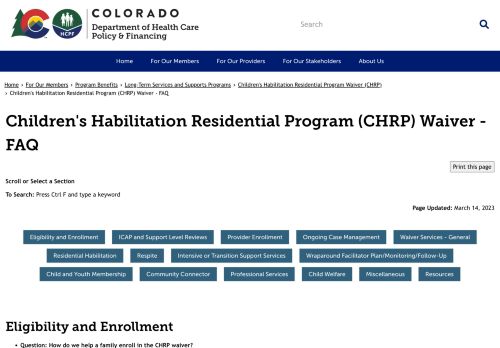 COLORADO
Department of Health Care
Policy & Financing
HCPF
Search
Home For Our Members For Our Providers For Our Stakeholders About Us
Home › For Our Members › Program Benefits › Long-Term Services and Supports Programs › Children's Habilitation Residential Program Waiver (CHRP)
› Children's Habilitation Residential Program (CHRP) Waiver - FAQ
Children's Habilitation Residential Program (CHRP) Waiver -
FAQ
Print this page
Scroll or Select a Section
To Search: Press Ctrl F and type a keyword
Page Updated: March 14, 2023
Eligibility and Enrollment ICAP and Support Level Reviews Provider Enrollment Ongoing Case Management Waiver Services - General
Residential Habilitation Respite Intensive or Transition Support Services Wraparound Facilitator Plan/Monitoring/Follow-Up
Child and Youth Membership Community Connector Professional Services Child Welfare Miscellaneous Resources
Eligibility and Enrollment
• Question: How do we help a family enroll in the CHRP waiver?